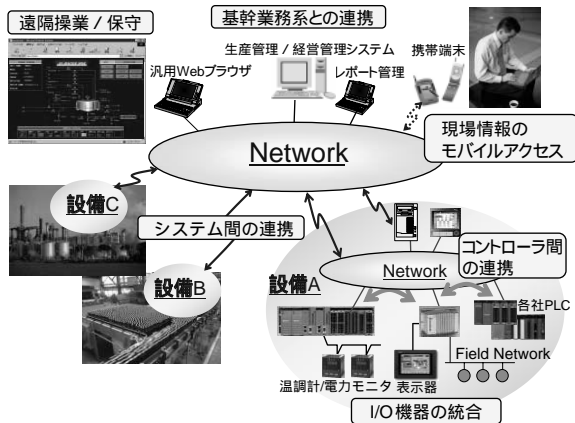 遠隔操業 / 保守
基幹業務系との連携
生産管理 / 経営管理システム
携帯端末
汎用Webブラウザ
レポート管理
Network
現場情報の
モバイルアクセス
設備C
システム間の連携
設備B
設備A
Network
コントローラ間
の連携
各社PLC
Field Network
温調計/電力モニタ
表示器
I/O機器の統合